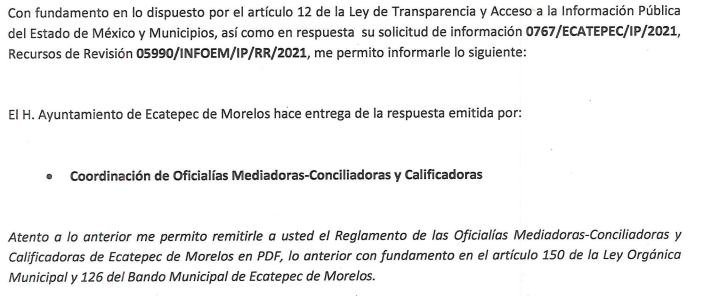 Con fundamento en lo dispuesto por el artículo 12 de la Ley de Transparencia y Acceso a la Información Pública
del Estado de México y Municipios, así como en respuesta su solicitud de información 0767/ECATEPEC/IP/2021,
Recursos de Revisión 05990/INFOEM/IP/RR/2021, me permito informarle lo siguiente:
El H. Ayuntamiento de Ecatepec de Morelos hace entrega de la respuesta emitida por:
• Coordinación de Oficialías Mediadoras-Conciliadoras y Calificadoras
Atento a lo anterior me permito remitirle a usted el Reglamento de las Oficialías Mediadoras-Conciliadoras y
Calificadoras de Ecatepec de Morelos en PDF, lo anterior con fundamento en el artículo 150 de la Ley Orgánica
Municipal y 126 del Bando Municipal de Ecatepec de Morelos.